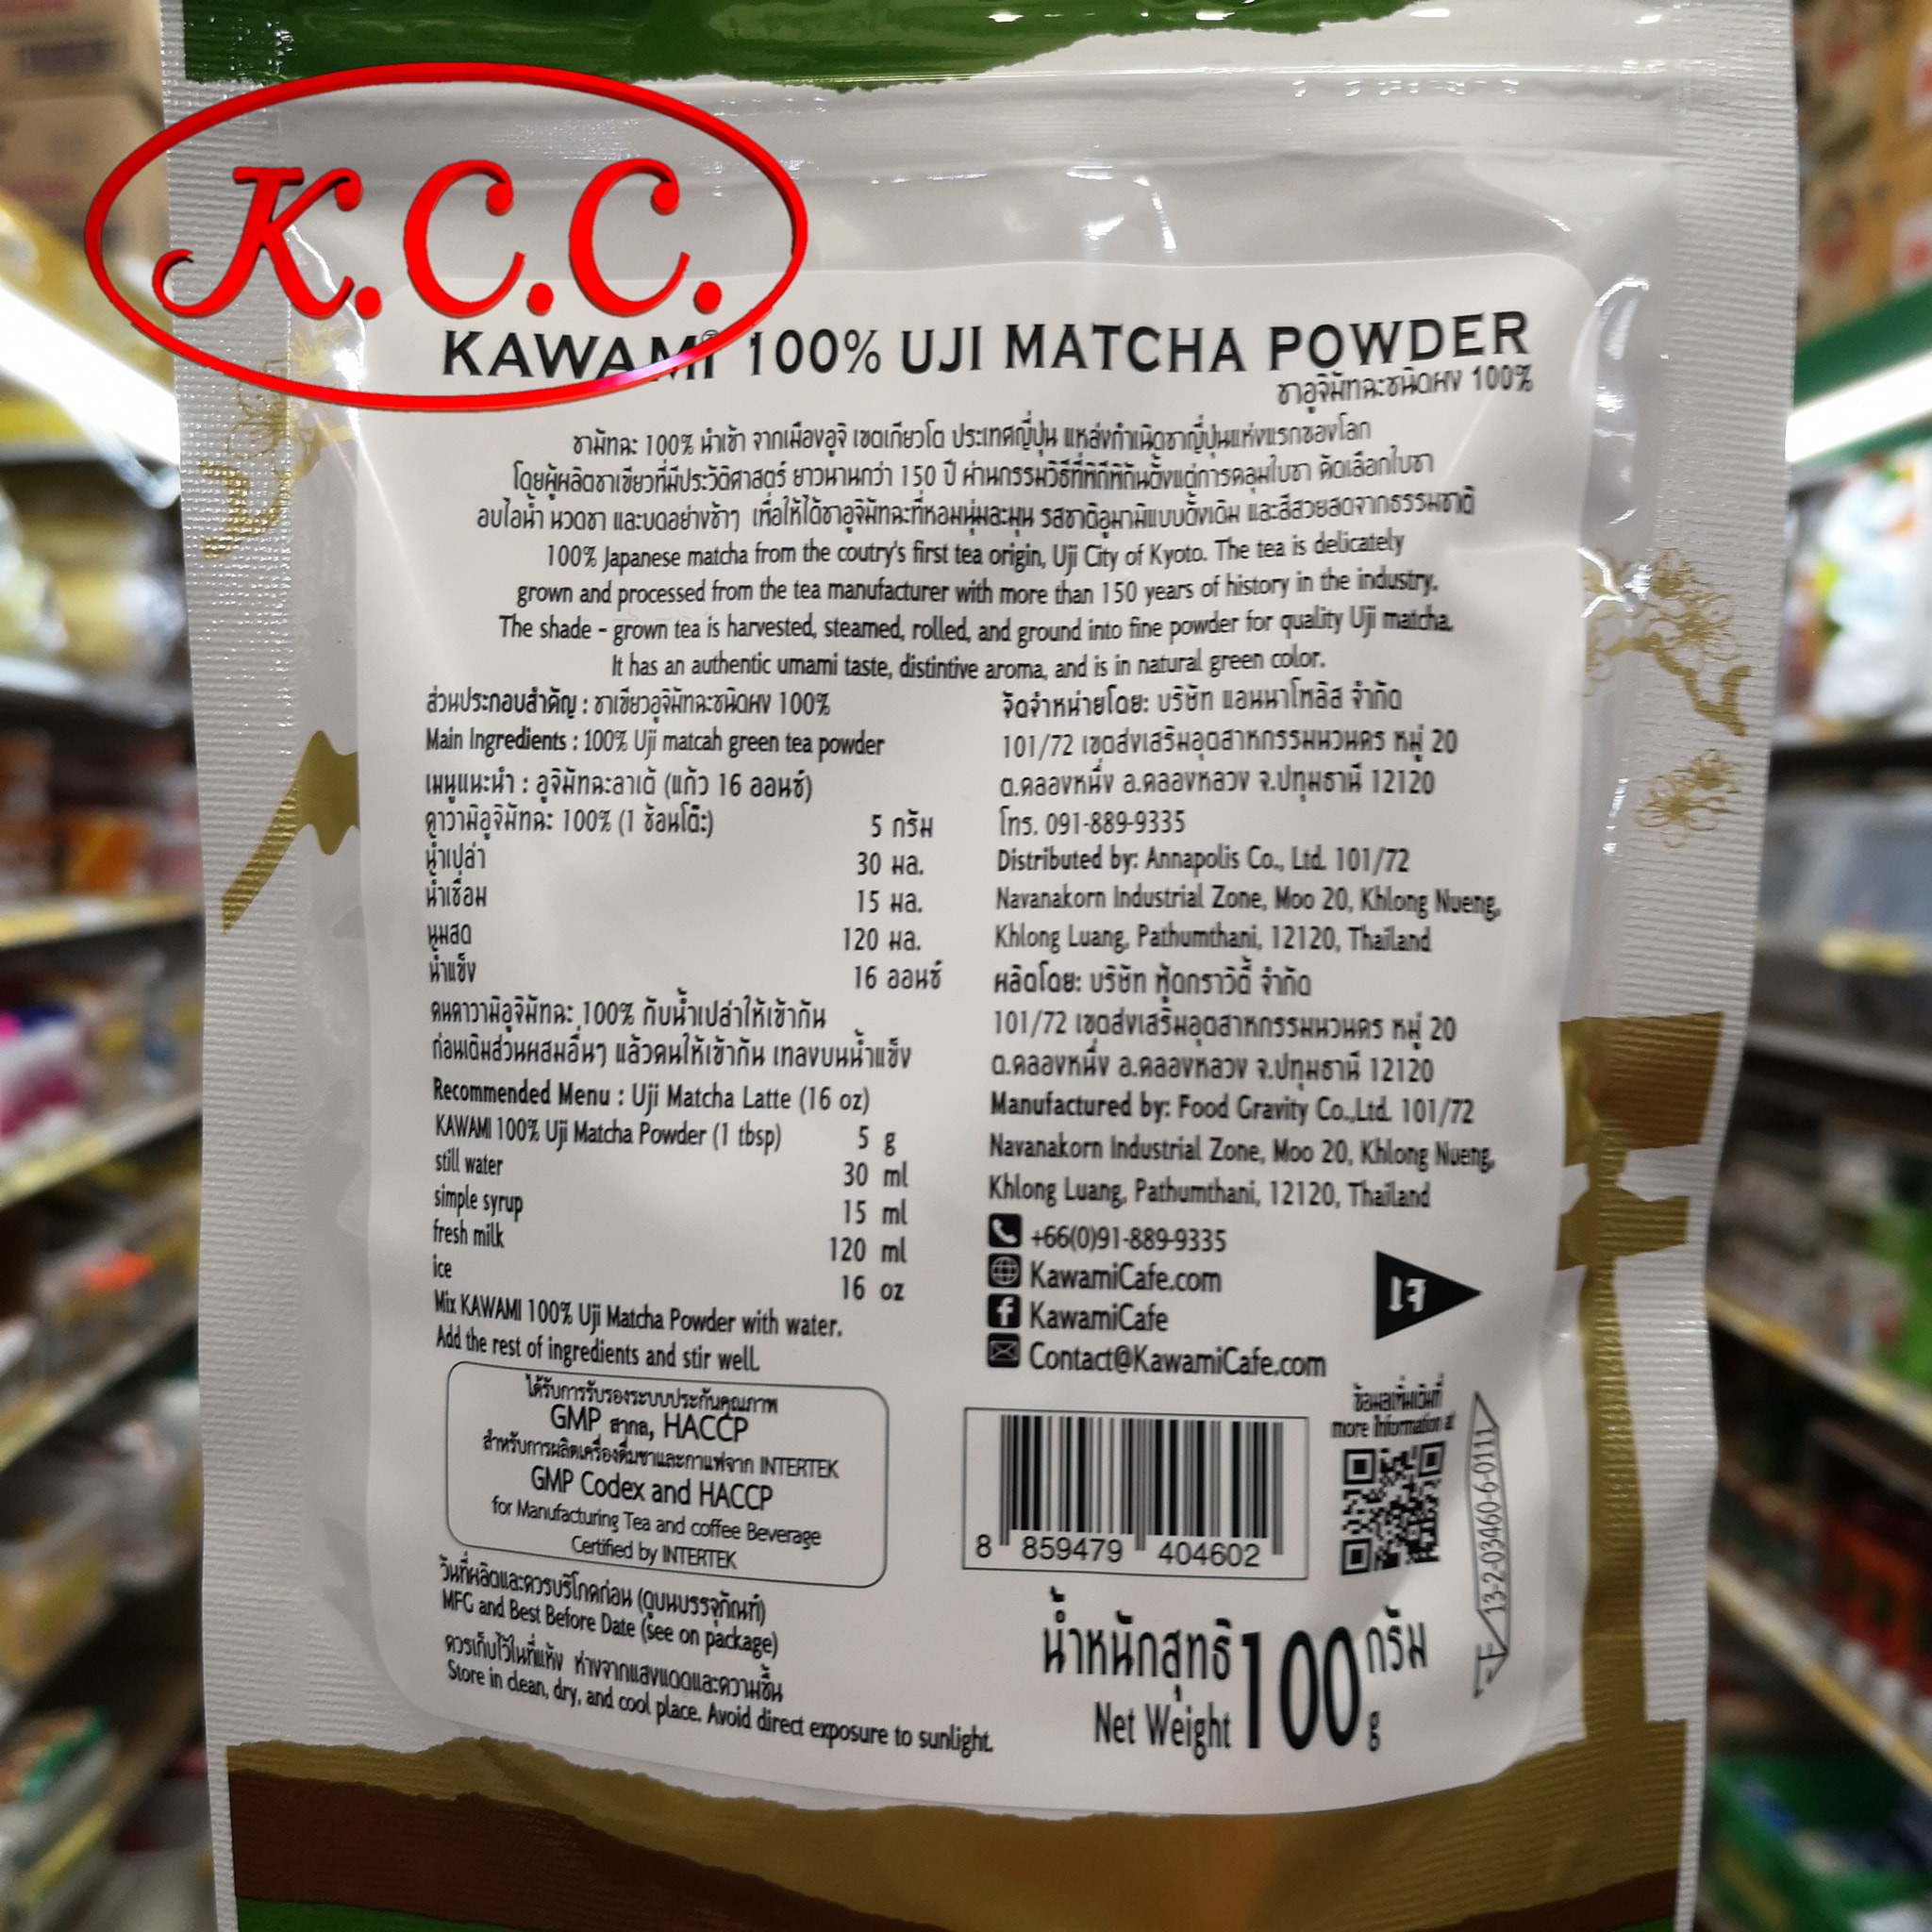 K.C.C.
KAWAMI® 100% UJI MATCHA POWDER
ชาอูจิมัทฉะชนิดผง 100%
ชามัทฉะ 100% นำเข้า จากเมืองอูจิ เขตเกียวโต ประเทศญี่ปุ่น แหล่งกำเนิดชาญี่ปุ่นแห่งแรกของโลก
โดยผู้ผลิตชาเขียวที่มีประวัติศาสตร์ ยาวนานกว่า 150 ปี ผ่านกรรมวิธีที่พิถีพิถันตั้งแต่การคลุมใบชา คัดเลือกใบชา
อบไอน้ำ นวดชา และบดอย่างช้าๆ เพื่อให้ได้ชาอูจิมัทฉะที่หอมนุ่มละมุน รสชาติอูมามิแบบดั้งเดิม และสีสวยสดจากธรรมชาติ
100% Japanese matcha from the coutry's first tea origin, Uji City of Kyoto. The tea is delicately
grown and processed from the tea manufacturer with more than 150 years of history in the industry.
The shade - grown tea is harvested, steamed, rolled, and ground into fine powder for quality Uji matcha.
It has an authentic umami taste, distintive aroma, and is in natural green color.
ส่วนประกอบสำคัญ : ชาเขียวอูจิมัทฉะชนิดผง 100%
Main Ingredients : 100% Uji matcah green tea powder
เมนูแนะนำ : อูจิมัทฉะลาเต้ (แก้ว 16 ออนซ์)
คาวามิอูจิมัทฉะ 100% (1 ช้อนโต๊ะ) 5 กรัม
น้ำเปล่า 30 มล.
น้ำเชื่อม 15 มล.
นมสด 120 มล.
น้ำแข็ง 16 ออนซ์
คนคาวามิอูจิมัทฉะ 100% กับน้ำเปล่าให้เข้ากัน
ก่อนเติมส่วนผสมอื่นๆ แล้วคนให้เข้ากัน เทลงบนน้ำแข็ง
Recommended Menu : Uji Matcha Latte (16 oz)
KAWAMI 100% Uji Matcha Powder (1 tbsp) 5 g
still water 30 ml
simple syrup 15 ml
fresh milk 120 ml
ice 16 oz
Mix KAWAMI 100% Uji Matcha Powder with water.
Add the rest of ingredients and stir well.
ได้รับการรับรองระบบประกันคุณภาพ
GMP สากล, HACCP
สำหรับการผลิตเครื่องดื่มชาและกาแฟจาก INTERTEK
GMP Codex and HACCP
for Manufacturing Tea and coffee Beverage
Certified by INTERTEK
วันที่ผลิตและควรบริโภคก่อน (ดูบนบรรจุภัณฑ์)
MFG and Best Before Date (see on package)
ควรเก็บไว้ในที่แห้ง ห่างจากแสงแดดและความชื้น
Store in clean, dry, and cool place. Avoid direct exposure to sunlight.
จัดจำหน่ายโดย: บริษัท แอนนาโพลิส จำกัด
101/72 เขตส่งเสริมอุตสาหกรรมนวนคร หมู่ 20
ต.คลองหนึ่ง อ.คลองหลวง จ.ปทุมธานี 12120
โทร. 091-889-9335
Distributed by: Annapolis Co., Ltd. 101/72
Navanakorn Industrial Zone, Moo 20, Khlong Nueng,
Khlong Luang, Pathumthani, 12120, Thailand
ผลิตโดย: บริษัท ฟู้ดกราวิตี้ จำกัด
101/72 เขตส่งเสริมอุตสาหกรรมนวนคร หมู่ 20
ต.คลองหนึ่ง อ.คลองหลวง จ.ปทุมธานี 12120
Manufactured by: Food Gravity Co.,Ltd. 101/72
Navanakorn Industrial Zone, Moo 20, Khlong Nueng,
Khlong Luang, Pathumthani, 12120, Thailand
+66(0)91-889-9335
KawamiCafe.com
KawamiCafe
Contact@KawamiCafe.com
เจ
ข้อมูลเพิ่มเติมที่
more Information at
8 859479 404602
13-2-03460-6-0111
น้ำหนักสุทธิ 100 กรัม
Net Weight g